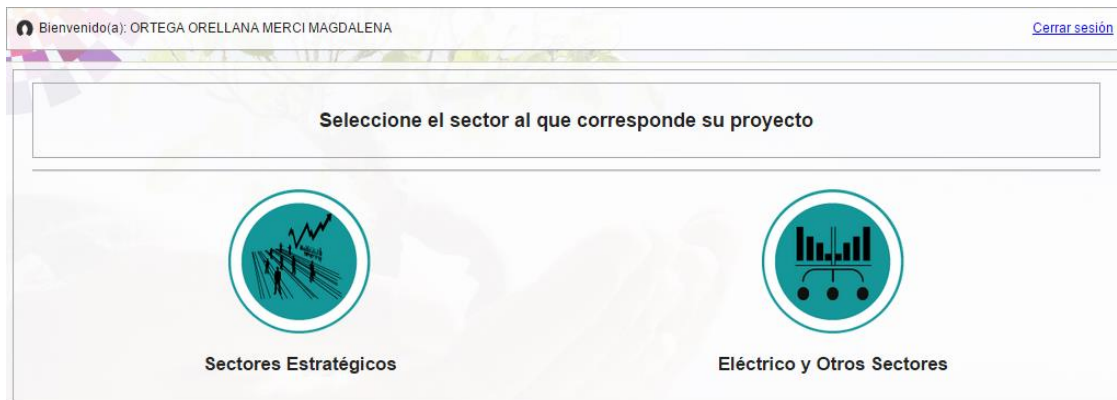 Bienvenido(a): ORTEGA ORELLANA MERCI MAGDALENA
Cerrar sesión
Seleccione el sector al que corresponde su proyecto
Sectores Estratégicos
Eléctrico y Otros Sectores